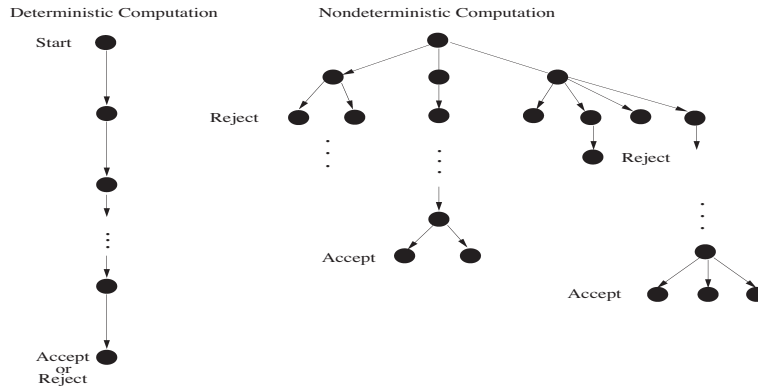 Deterministic Computation
Nondeterministic Computation
Start
Reject
Reject
Accept
Accept
Accept
or
Reject